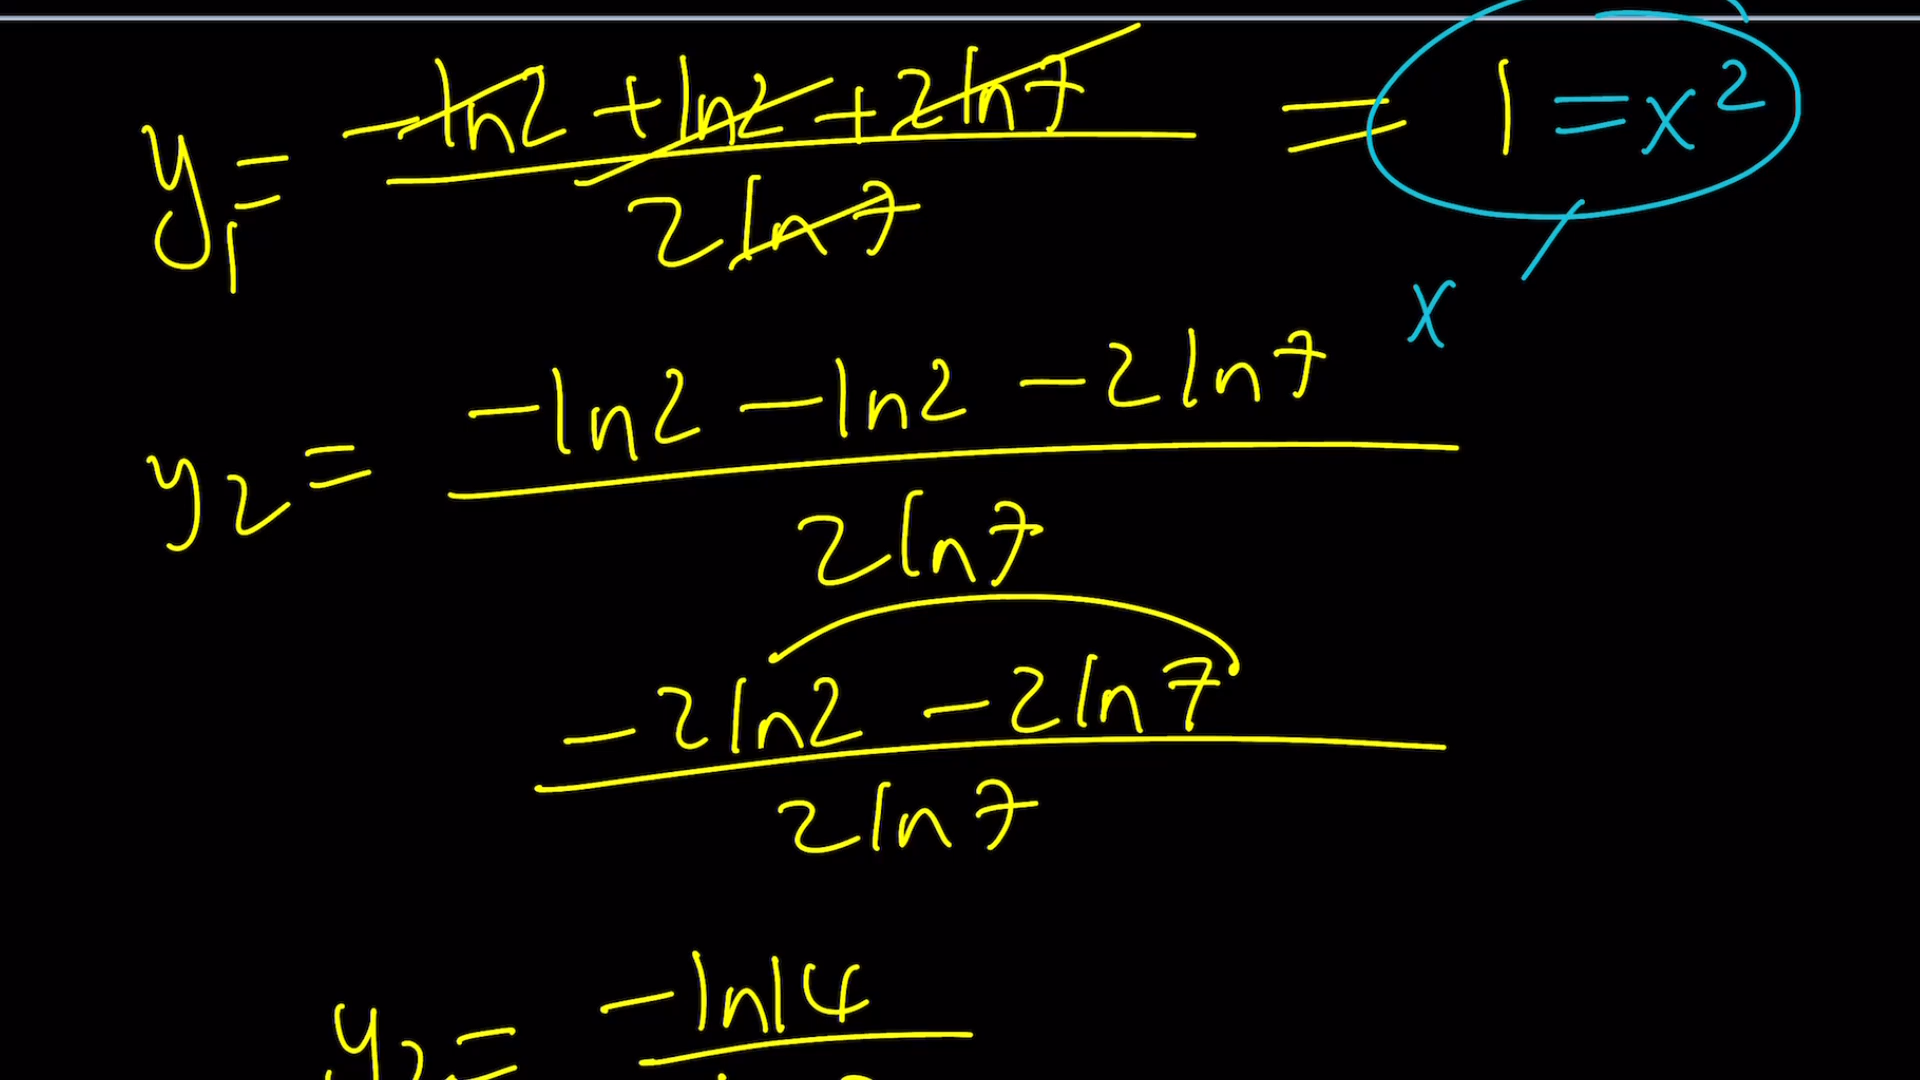 y₁ = (-ln2 + ln2 + 2ln7) / (2ln7) = 1 = x²
x
y₂ = (-ln2 - ln2 - 2ln7) / (2ln7)
(-2ln2 - 2ln7) / (2ln7)
y₂ = -ln14